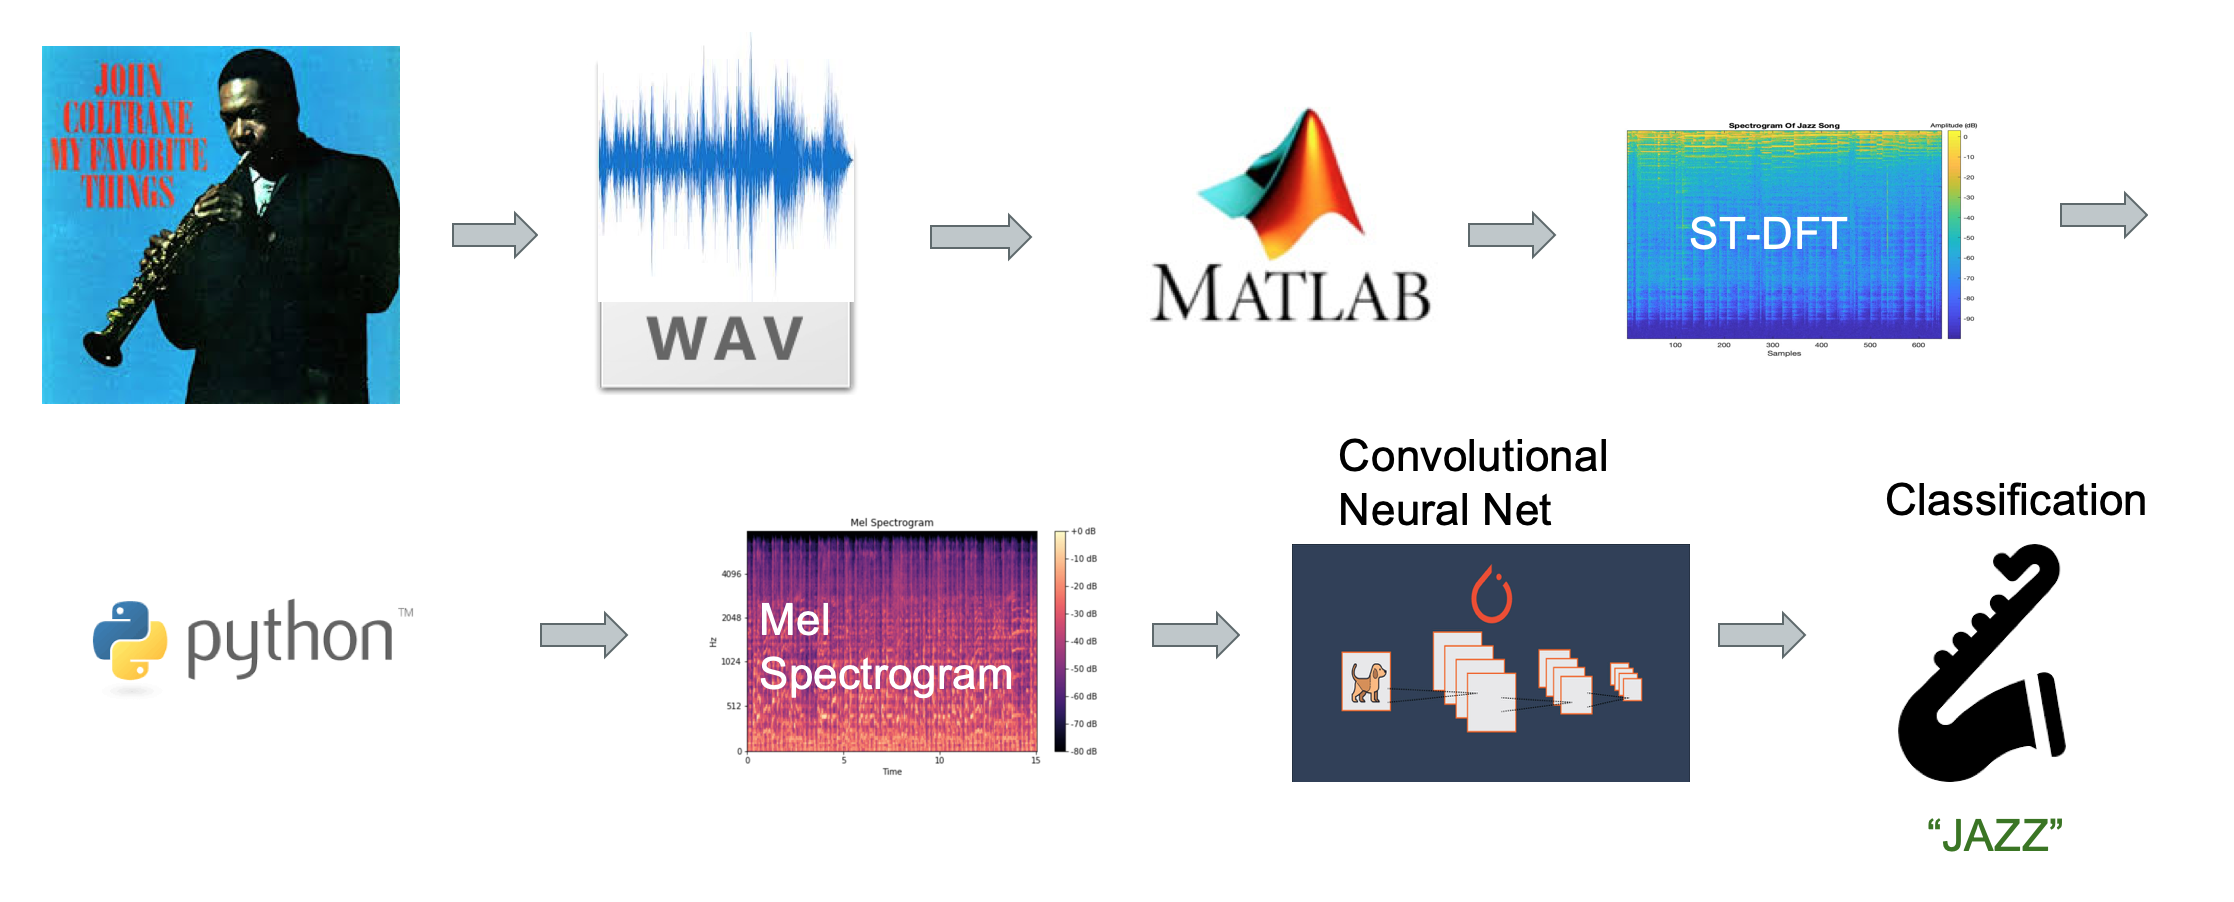 JOHN
COLTRANE
MY FAVORITE
THINGS
WAV
MATLAB
Spectrogram Of Jazz Song
Amplitude (dB)
0
-10
-20
-30
-40
-50
-60
-70
-80
-90
ST-DFT
100 200 300 400 500 600
Samples
python™
Mel Spectrogram
+0 dB
-10 dB
-20 dB
-30 dB
-40 dB
-50 dB
-60 dB
-70 dB
-80 dB
4096
2048
1024
512
0
Hz
Mel
Spectrogram
0 5 10 15
Time
Convolutional
Neural Net
Classification
“JAZZ”